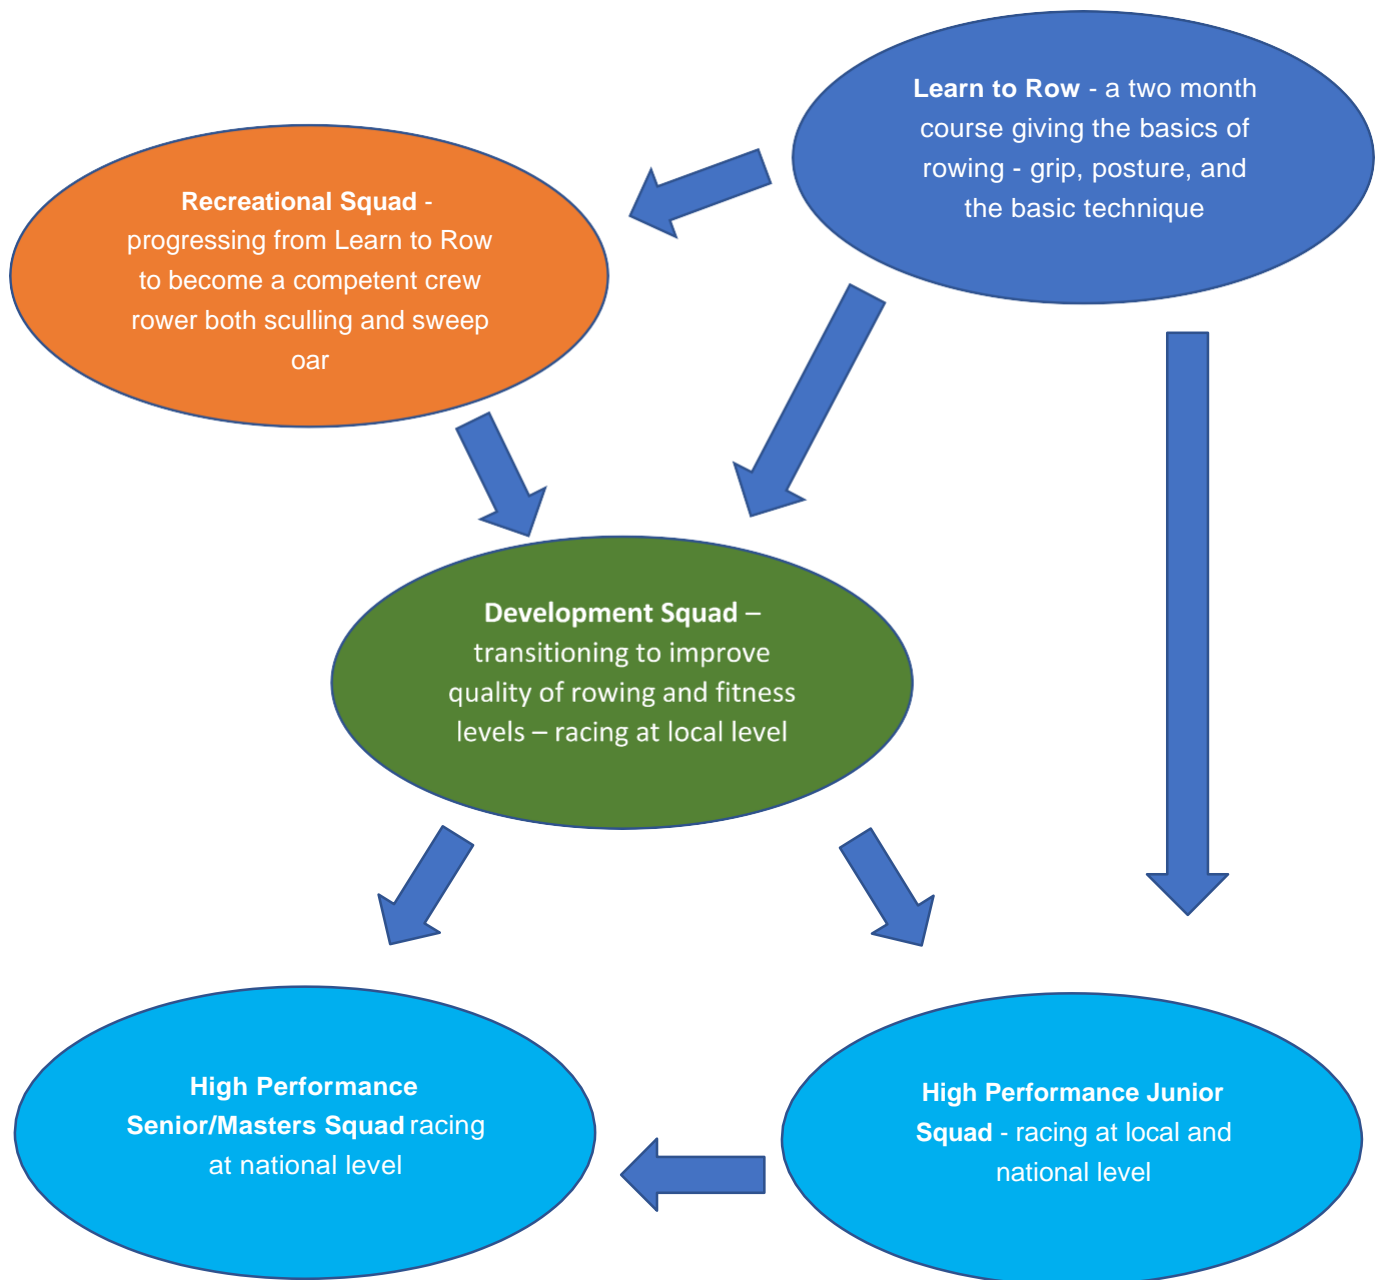 Learn to Row - a two month
course giving the basics of
rowing - grip, posture, and
the basic technique
Recreational Squad -
progressing from Learn to Row
to become a competent crew
rower both sculling and sweep
oar
Development Squad –
transitioning to improve
quality of rowing and fitness
levels – racing at local level
High Performance
Senior/Masters Squad racing
at national level
High Performance Junior
Squad - racing at local and
national level